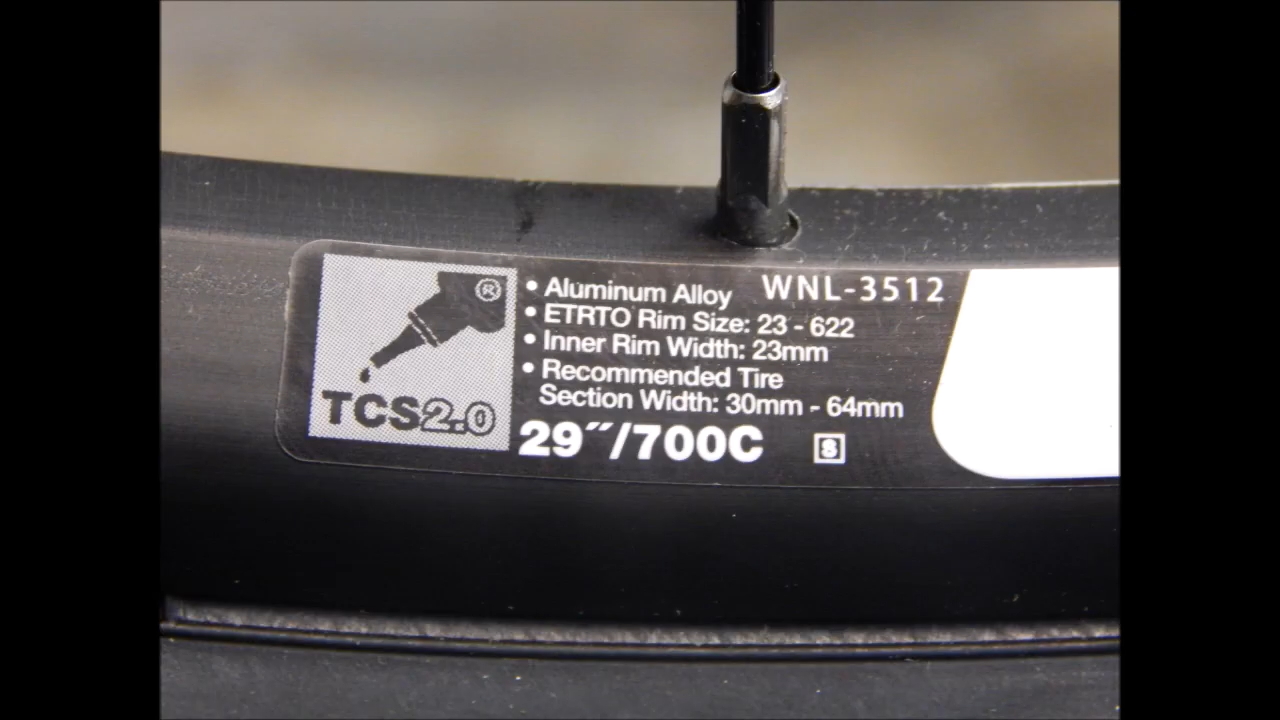 ®
TCS2.0
• Aluminum Alloy WNL-3512
• ETRTO Rim Size: 23 - 622
• Inner Rim Width: 23mm
• Recommended Tire
Section Width: 30mm - 64mm
29˝/700C 8